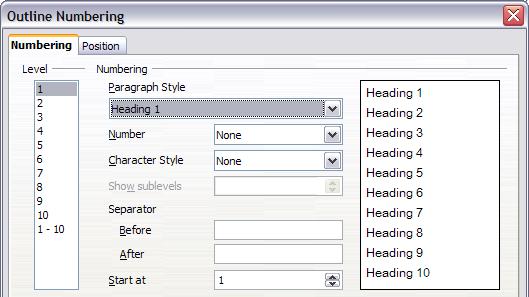 Outline Numbering
Numbering Position
Level
1
2
3
4
5
6
7
8
9
10
1 - 10
Numbering
Paragraph Style
Heading 1
Number None
Character Style None
Show sublevels
Separator
Before
After
Start at 1
Heading 1
Heading 2
Heading 3
Heading 4
Heading 5
Heading 6
Heading 7
Heading 8
Heading 9
Heading 10